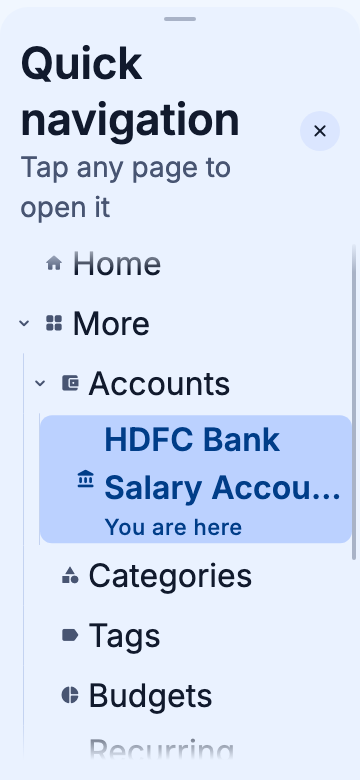 Quick
navigation
Tap any page to
open it
Home
More
Accounts
HDFC Bank
Salary Accou...
You are here
Categories
Tags
Budgets
Recurring